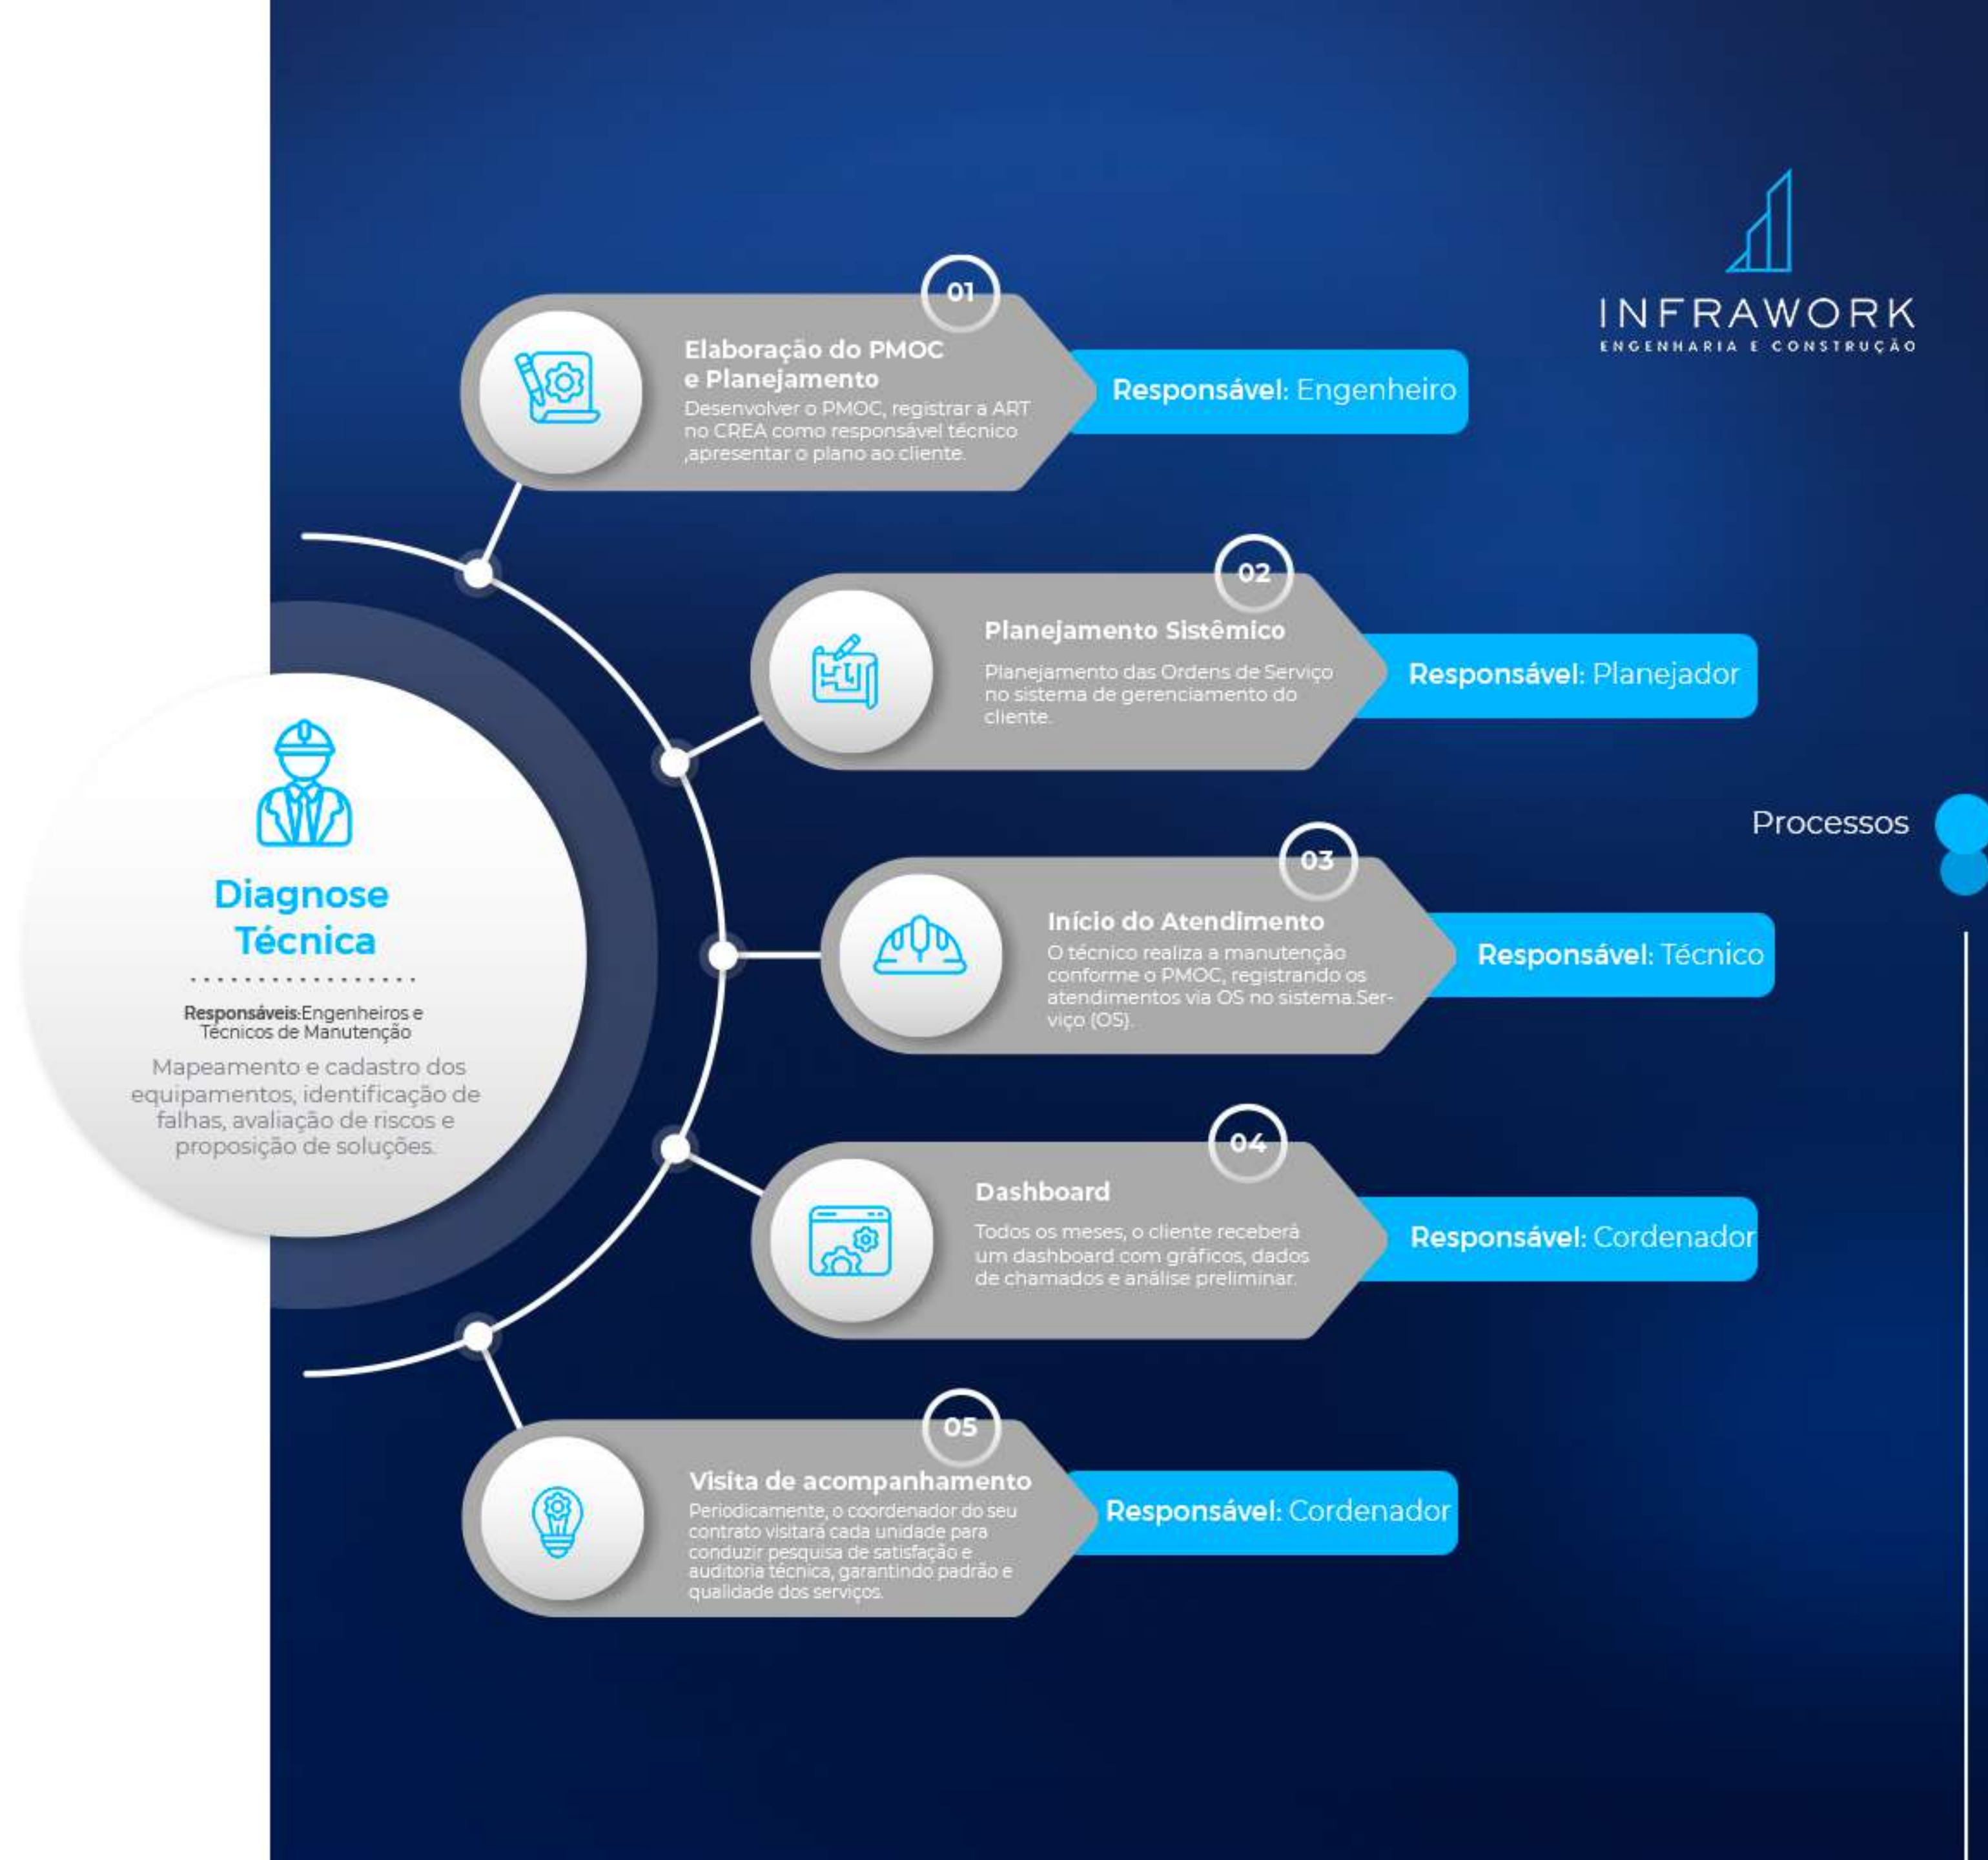 INFRAWORK
ENGENHARIA E CONSTRUÇÃO
01
Elaboração do PMOC
e Planejamento
Desenvolver o PMOC, registrar a ART
no CREA como responsável técnico
,apresentar o plano ao cliente.
Responsável: Engenheiro
02
Planejamento Sistêmico
Planejamento das Ordens de Serviço
no sistema de gerenciamento do
cliente.
Responsável: Planejador
Processos
Diagnose
Técnica
Responsáveis:Engenheiros e
Técnicos de Manutenção
Mapeamento e cadastro dos
equipamentos, identificação de
falhas, avaliação de riscos e
proposição de soluções.
03
Início do Atendimento
O técnico realiza a manutenção
conforme o PMOC, registrando os
atendimentos via OS no sistema.Ser-
viço (OS).
Responsável: Técnico
04
Dashboard
Todos os meses, o cliente receberá
um dashboard com gráficos, dados
de chamados e análise preliminar.
Responsável: Cordenador
05
Visita de acompanhamento
Periodicamente, o coordenador do seu
contrato visitará cada unidade para
conduzir pesquisa de satisfação e
auditoria técnica, garantindo padrão e
qualidade dos serviços.
Responsável: Cordenador